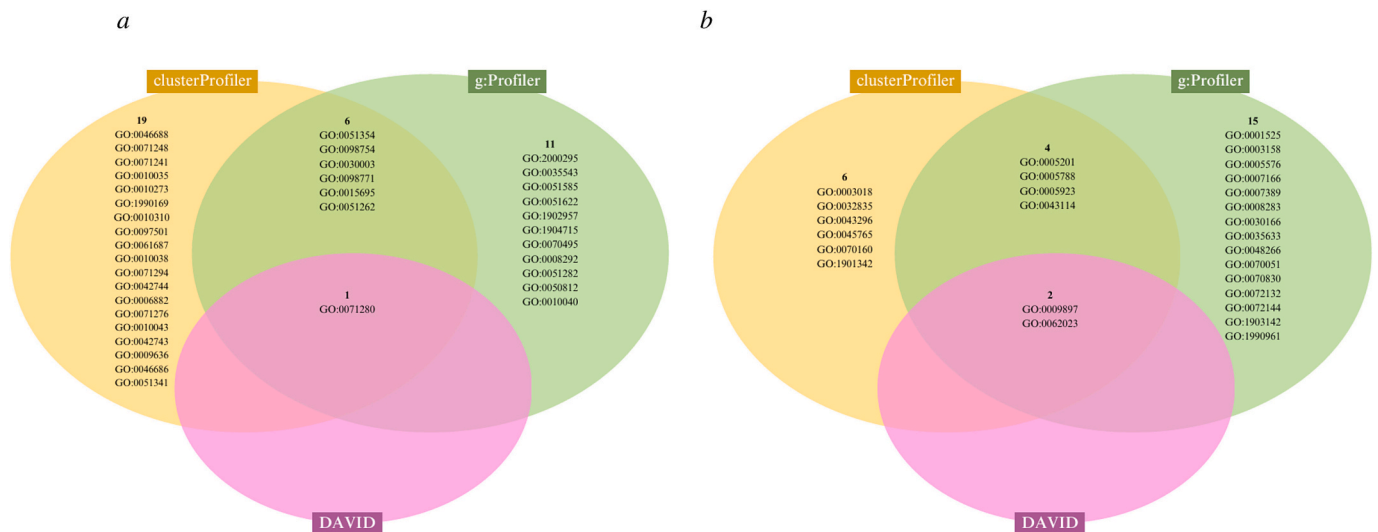 a
clusterProfiler
g:Profiler
19
GO:0046688
GO:0071248
GO:0071241
GO:0010035
GO:0010273
GO:1990169
GO:0010310
GO:0097501
GO:0061687
GO:0010038
GO:0071294
GO:0042744
GO:0006882
GO:0071276
GO:0010043
GO:0042743
GO:0009636
GO:0046686
GO:0051341
6
GO:0051354
GO:0098754
GO:0030003
GO:0098771
GO:0015695
GO:0051262
11
GO:2000295
GO:0035543
GO:0051585
GO:0051622
GO:1902957
GO:1904715
GO:0070495
GO:0008292
GO:0051282
GO:0050812
GO:0010040
1
GO:0071280
DAVID
b
clusterProfiler
g:Profiler
6
GO:0003018
GO:0032835
GO:0043296
GO:0045765
GO:0070160
GO:1901342
4
GO:0005201
GO:0005788
GO:0005923
GO:0043114
15
GO:0001525
GO:0003158
GO:0005576
GO:0007166
GO:0007389
GO:0008283
GO:0030166
GO:0035633
GO:0048266
GO:0070051
GO:0070830
GO:0072132
GO:0072144
GO:1903142
GO:1990961
2
GO:0009897
GO:0062023
DAVID